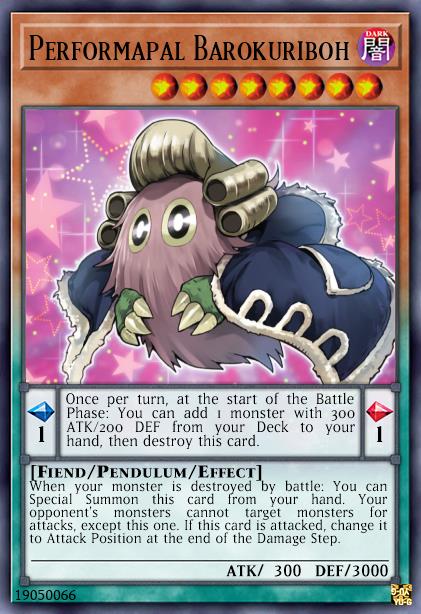 PERFORMAPAL BAROKURIBOH
DARK
闇
Once per turn, at the start of the Battle
Phase: You can add 1 monster with 300
ATK/200 DEF from your Deck to your
hand, then destroy this card.
1
1
[FIEND/PENDULUM/EFFECT]
When your monster is destroyed by battle: You can
Special Summon this card from your hand. Your
opponent's monsters cannot target monsters for
attacks, except this one. If this card is attacked, change it
to Attack Position at the end of the Damage Step.
ATK/ 300 DEF/3000
19050066